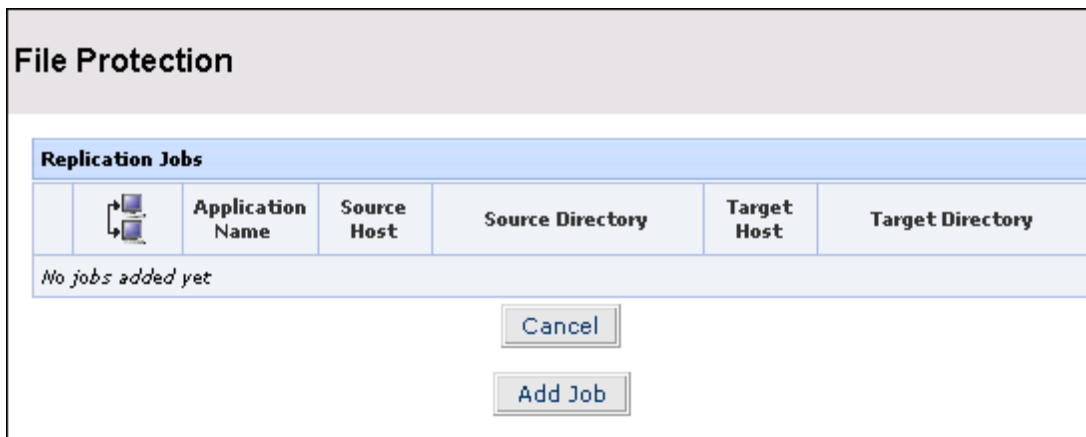 File Protection
Replication Jobs
Application Name
Source Host
Source Directory
Target Host
Target Directory
No jobs added yet
Cancel
Add Job